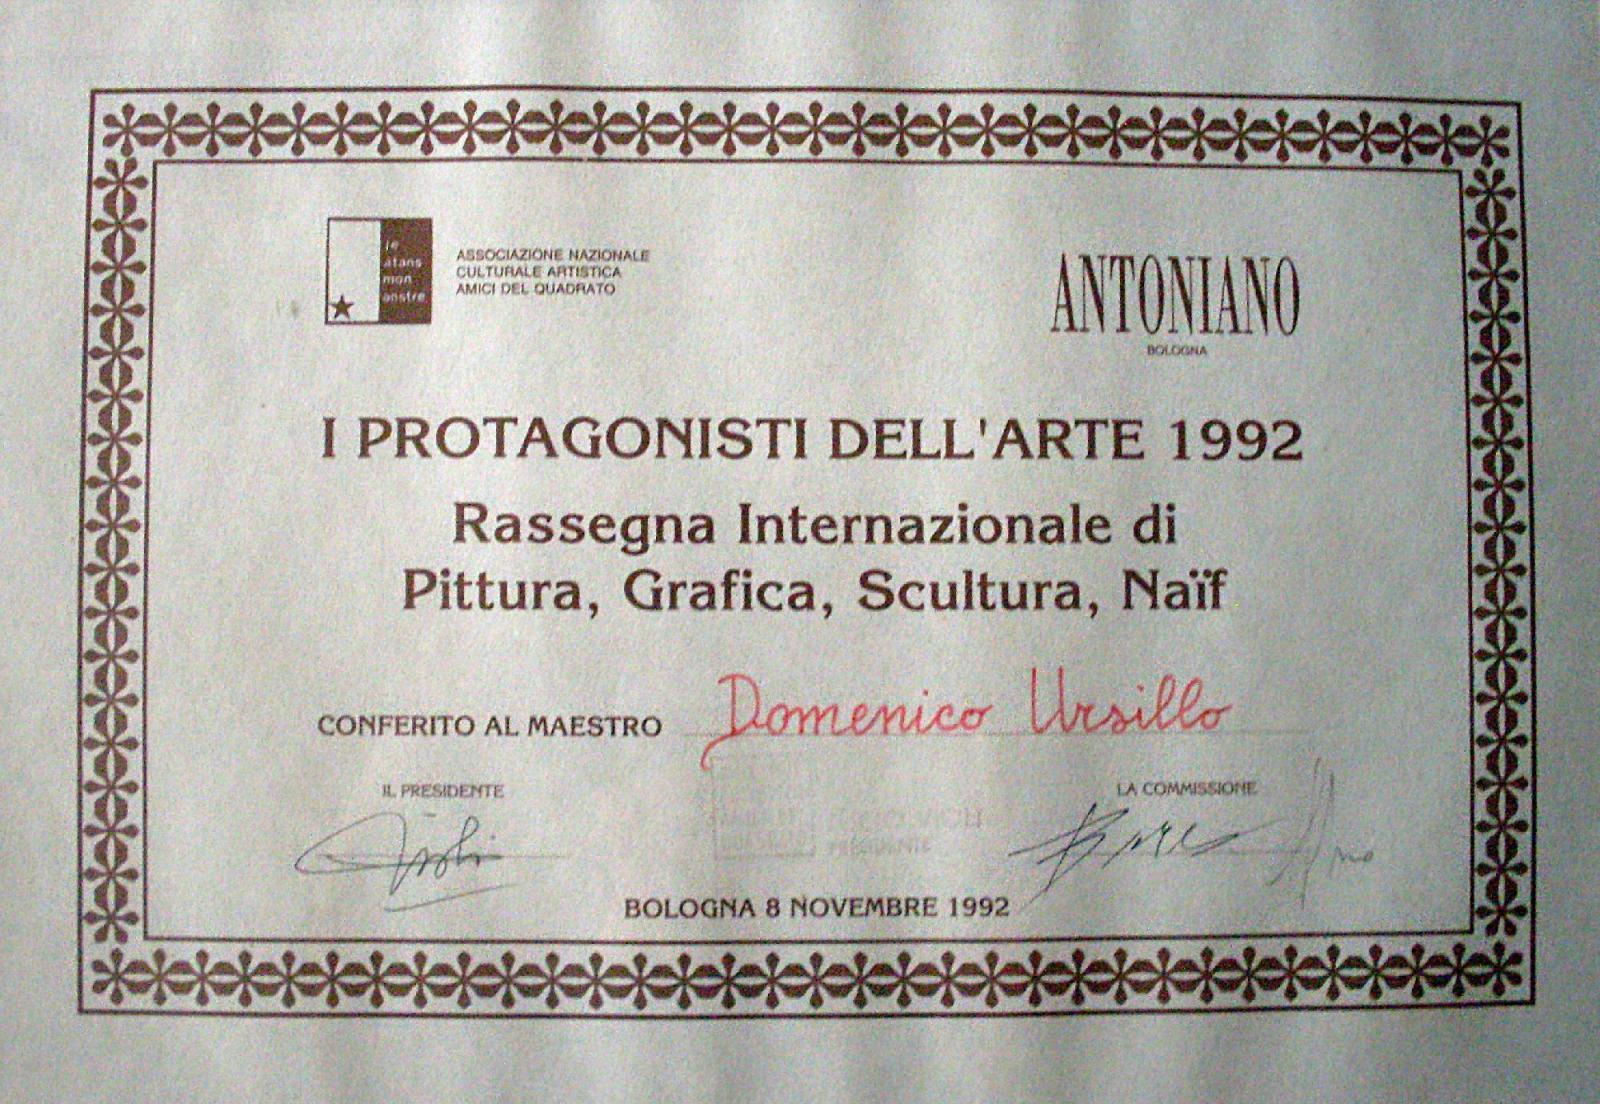 ASSOCIAZIONE NAZIONALE
CULTURALE ARTISTICA
AMICI DEL QUADRATO
ANTONIANO
BOLOGNA
I PROTAGONISTI DELL'ARTE 1992
Rassegna Internazionale di
Pittura, Grafica, Scultura, Naïf
CONFERITO AL MAESTRO Domenico Ursillo
IL PRESIDENTE
LA COMMISSIONE
BOLOGNA 8 NOVEMBRE 1992